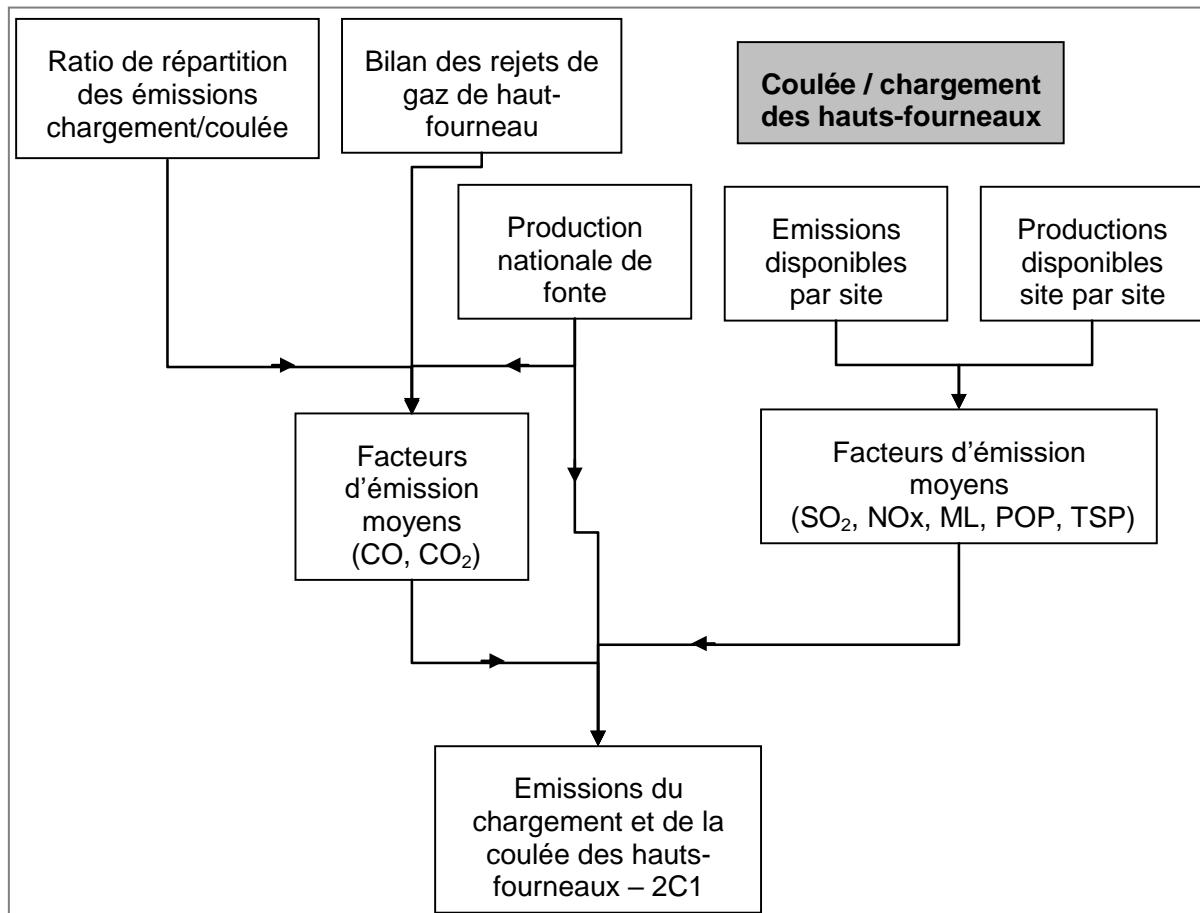 Ratio de répartition
des émissions
chargement/coulée
Bilan des rejets de
gaz de haut-
fourneau
Coulée / chargement
des hauts-fourneaux
Production
nationale de
fonte
Emissions
disponibles
par site
Productions
disponibles
site par site
Facteurs
d'émission
moyens
(CO, CO₂)
Facteurs d'émission
moyens
(SO₂, NOx, ML, POP, TSP)
Emissions du
chargement et de la
coulée des hauts-
fourneaux – 2C1